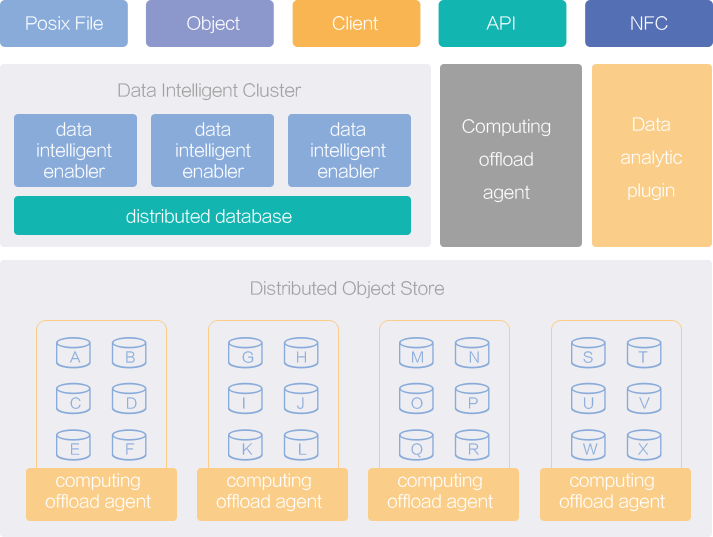 Posix File
Object
Client
API
NFC
Data Intelligent Cluster
data
intelligent
enabler
data
intelligent
enabler
data
intelligent
enabler
distributed database
Computing
offload
agent
Data
analytic
plugin
Distributed Object Store
A B
C D
E F
computing
offload agent
G H
I J
K L
computing
offload agent
M N
O P
Q R
computing
offload agent
S T
U V
W X
computing
offload agent